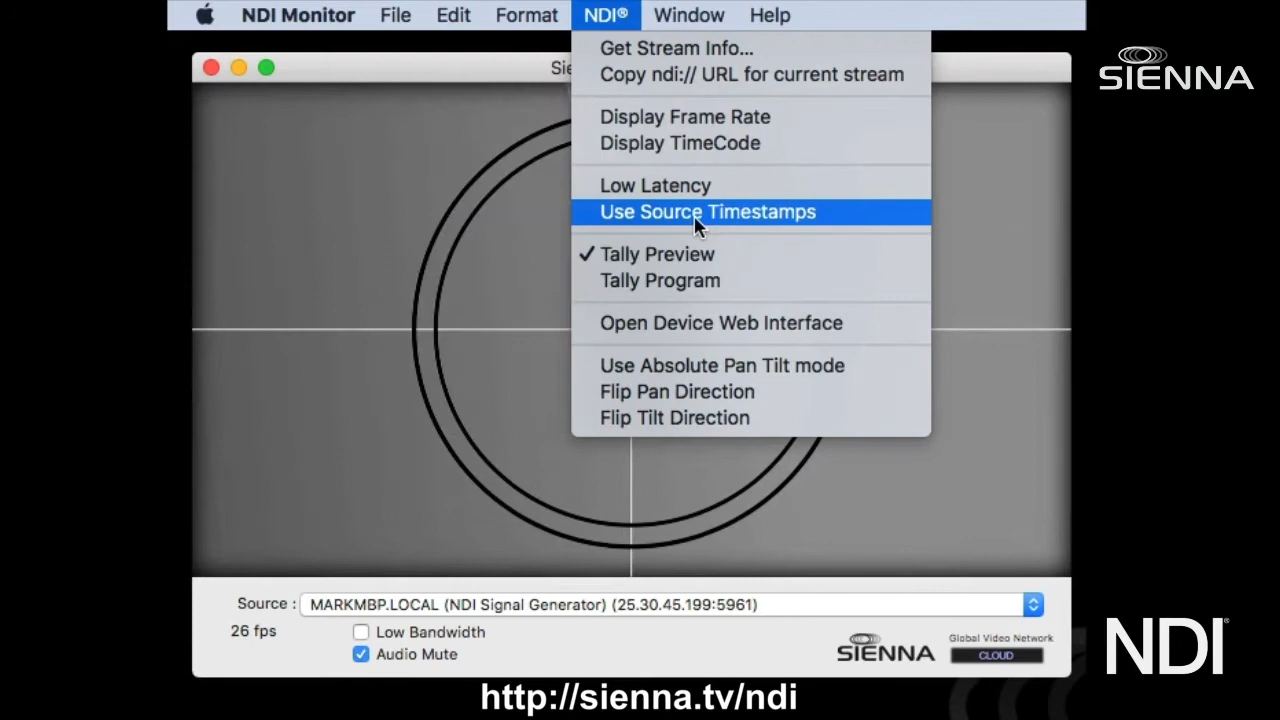 NDI Monitor File Edit Format NDI® Window Help
Get Stream Info...
Copy ndi:// URL for current stream
Display Frame Rate
Display TimeCode
Low Latency
Use Source Timestamps
✓ Tally Preview
Tally Program
Open Device Web Interface
Use Absolute Pan Tilt mode
Flip Pan Direction
Flip Tilt Direction
SIENNA
Source : MARKMBP.LOCAL (NDI Signal Generator) (25.30.45.199:5961)
26 fps
Low Bandwidth
Audio Mute
SIENNA
Global Video Network
CLOUD
NDI®
http://sienna.tv/ndi